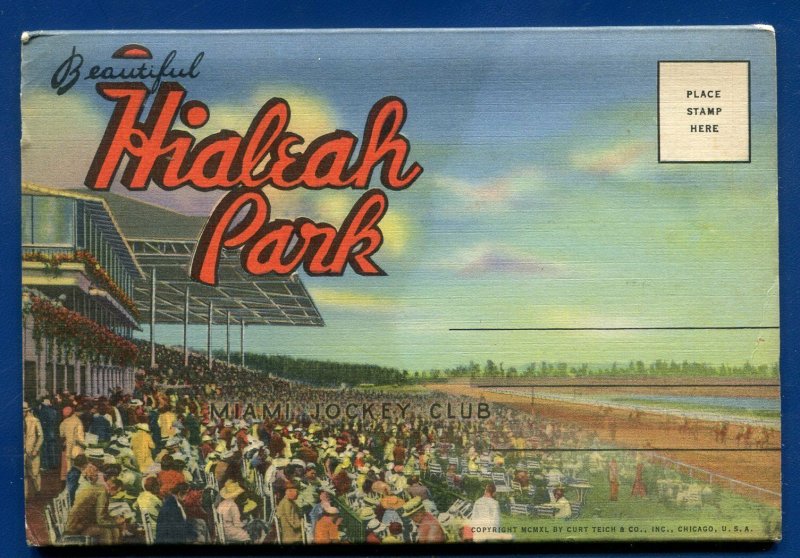 Beautiful
Hialeah
Park
PLACE
STAMP
HERE
MIAMI JOCKEY CLUB
COPYRIGHT MCMXL BY CURT TEICH & CO., INC., CHICAGO, U. S. A.